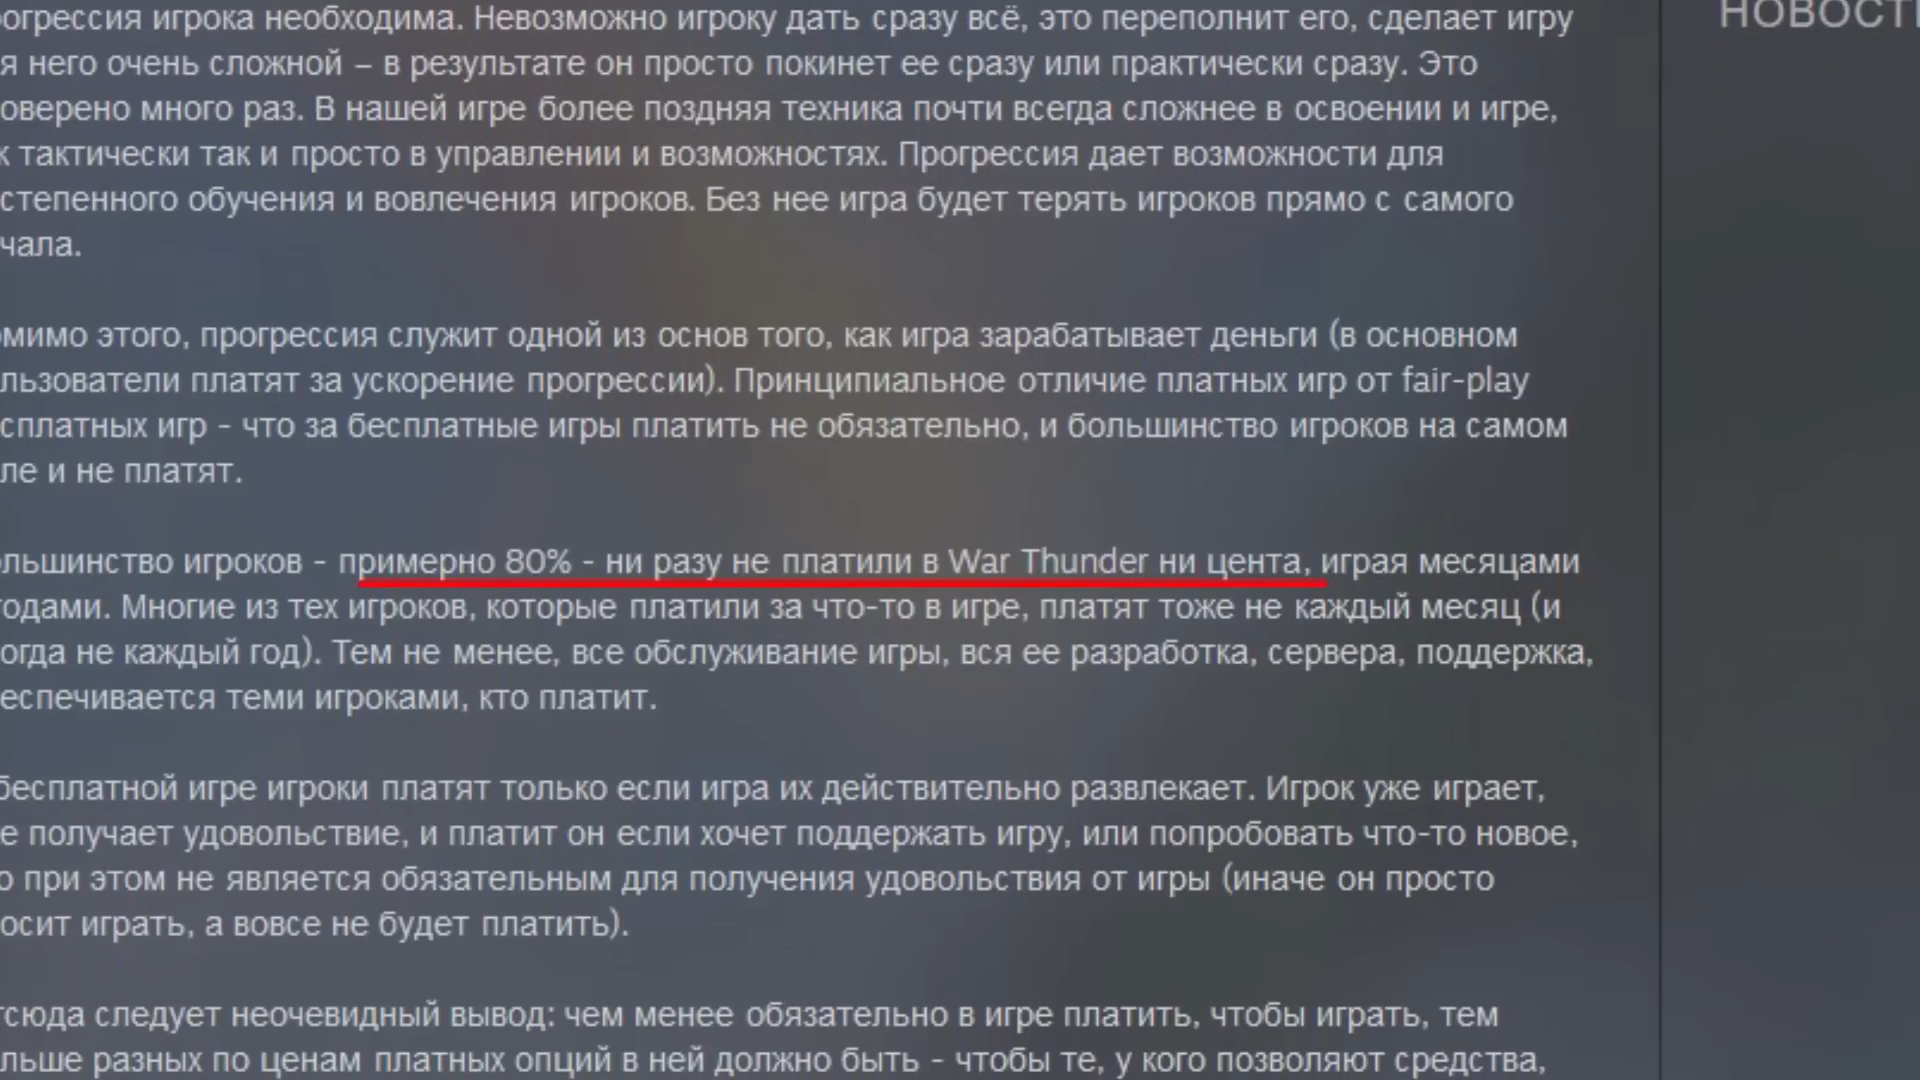 огрессия игрока необходима. Невозможно игроку дать сразу всё, это переполнит его, сделает игру
я него очень сложной – в результате он просто покинет ее сразу или практически сразу. Это
оверено много раз. В нашей игре более поздняя техника почти всегда сложнее в освоении и игре,
к тактически так и просто в управлении и возможностях. Прогрессия дает возможности для
степенного обучения и вовлечения игроков. Без нее игра будет терять игроков прямо с самого
чала.
омимо этого, прогрессия служит одной из основ того, как игра зарабатывает деньги (в основном
льзователи платят за ускорение прогрессии). Принципиальное отличие платных игр от fair-play
сплатных игр - что за бесплатные игры платить не обязательно, и большинство игроков на самом
ле и не платят.
ольшинство игроков - примерно 80% - ни разу не платили в War Thunder ни цента, играя месяцами
годами. Многие из тех игроков, которые платили за что-то в игре, платят тоже не каждый месяц (и
огда не каждый год). Тем не менее, все обслуживание игры, вся ее разработка, сервера, поддержка,
еспечивается теми игроками, кто платит.
бесплатной игре игроки платят только если игра их действительно развлекает. Игрок уже играет,
е получает удовольствие, и платит он если хочет поддержать игру, или попробовать что-то новое,
о при этом не является обязательным для получения удовольствия от игры (иначе он просто
осит играть, а вовсе не будет платить).
тсюда следует неочевидный вывод: чем менее обязательно в игре платить, чтобы играть, тем
льше разных по ценам платных опций в ней должно быть - чтобы те, у кого позволяют средства,
НОВОСТИ